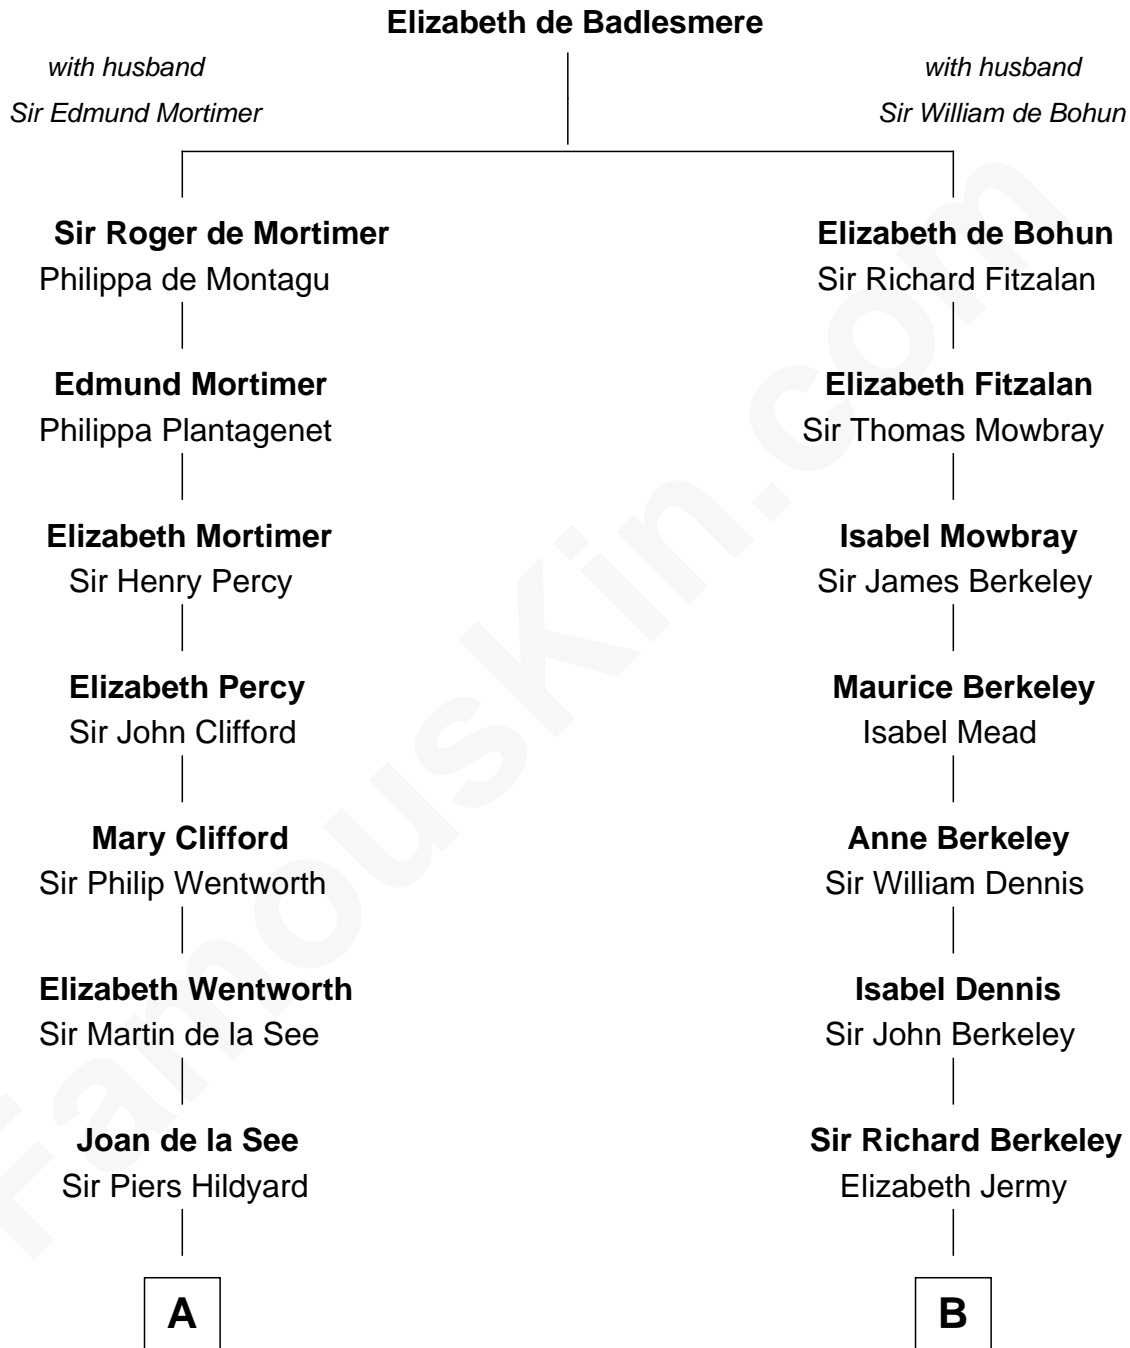 Elizabeth de Badlesmere
with husband
Sir Edmund Mortimer
with husband
Sir William de Bohun
Sir Roger de Mortimer
Philippa de Montagu
Elizabeth de Bohun
Sir Richard Fitzalan
Edmund Mortimer
Philippa Plantagenet
Elizabeth Fitzalan
Sir Thomas Mowbray
Elizabeth Mortimer
Sir Henry Percy
Isabel Mowbray
Sir James Berkeley
Elizabeth Percy
Sir John Clifford
Maurice Berkeley
Isabel Mead
Mary Clifford
Sir Philip Wentworth
Anne Berkeley
Sir William Dennis
Elizabeth Wentworth
Sir Martin de la See
Isabel Dennis
Sir John Berkeley
Joan de la See
Sir Piers Hildyard
Sir Richard Berkeley
Elizabeth Jermy
A
B
FamousKin.com